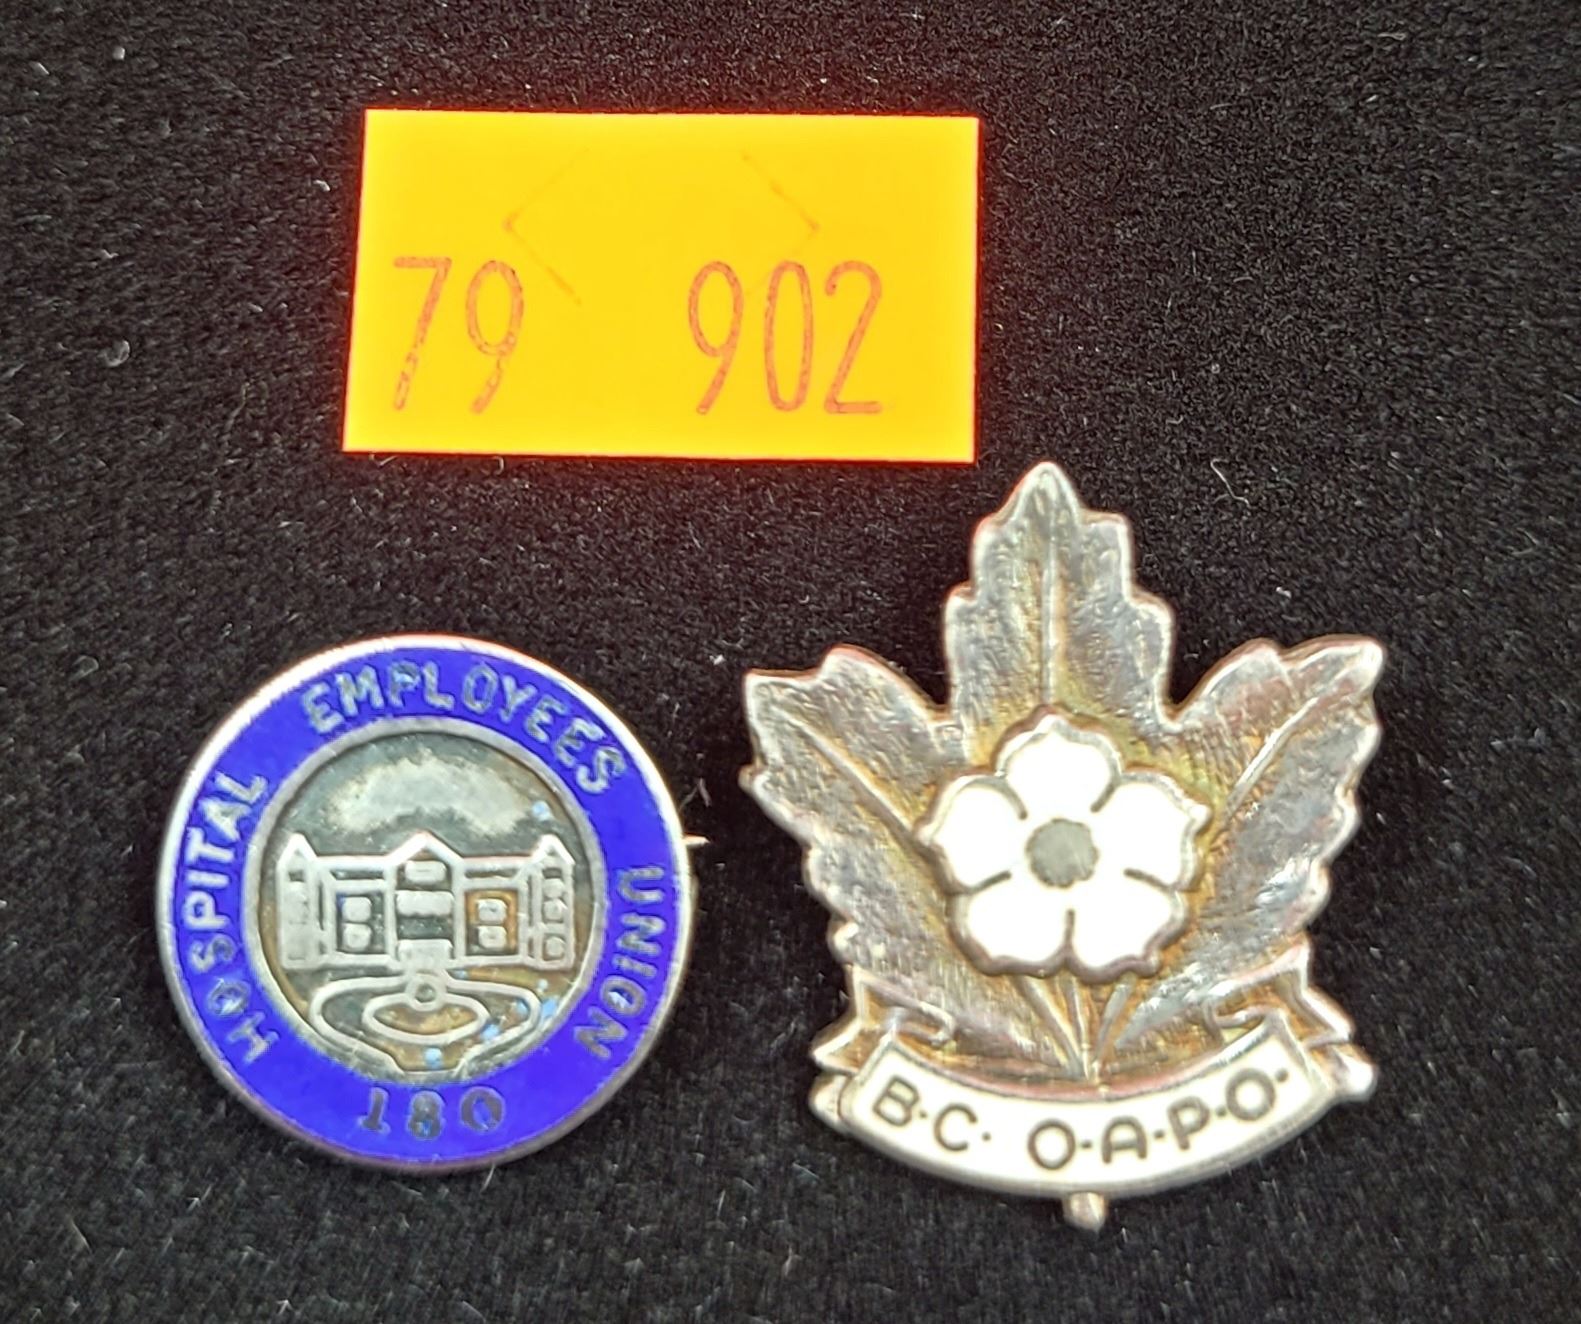 79 902
HOSPITAL EMPLOYEES UNION
180
B·C· O·A·P·O·